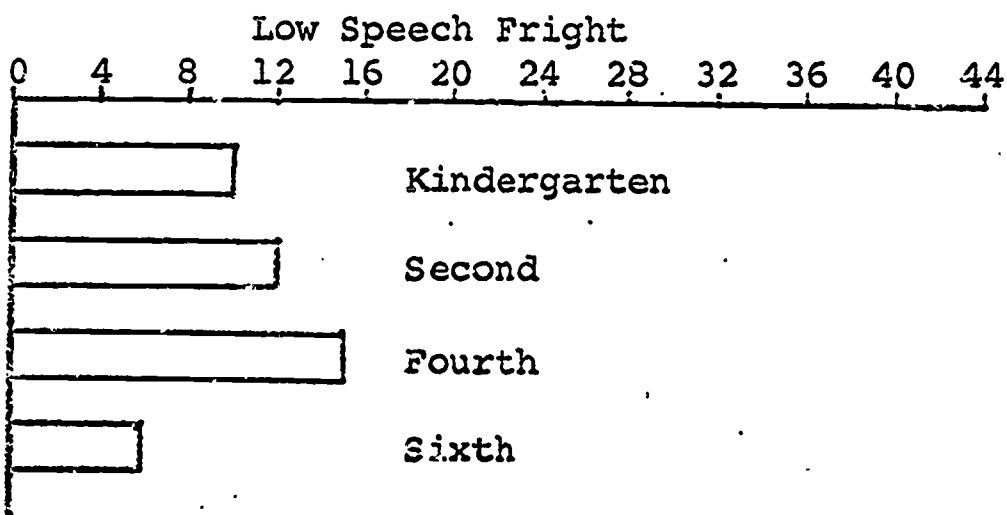 Low Speech Fright
0 4 8 12 16 20 24 28 32 36 40 44
Kindergarten
Second
Fourth
Sixth